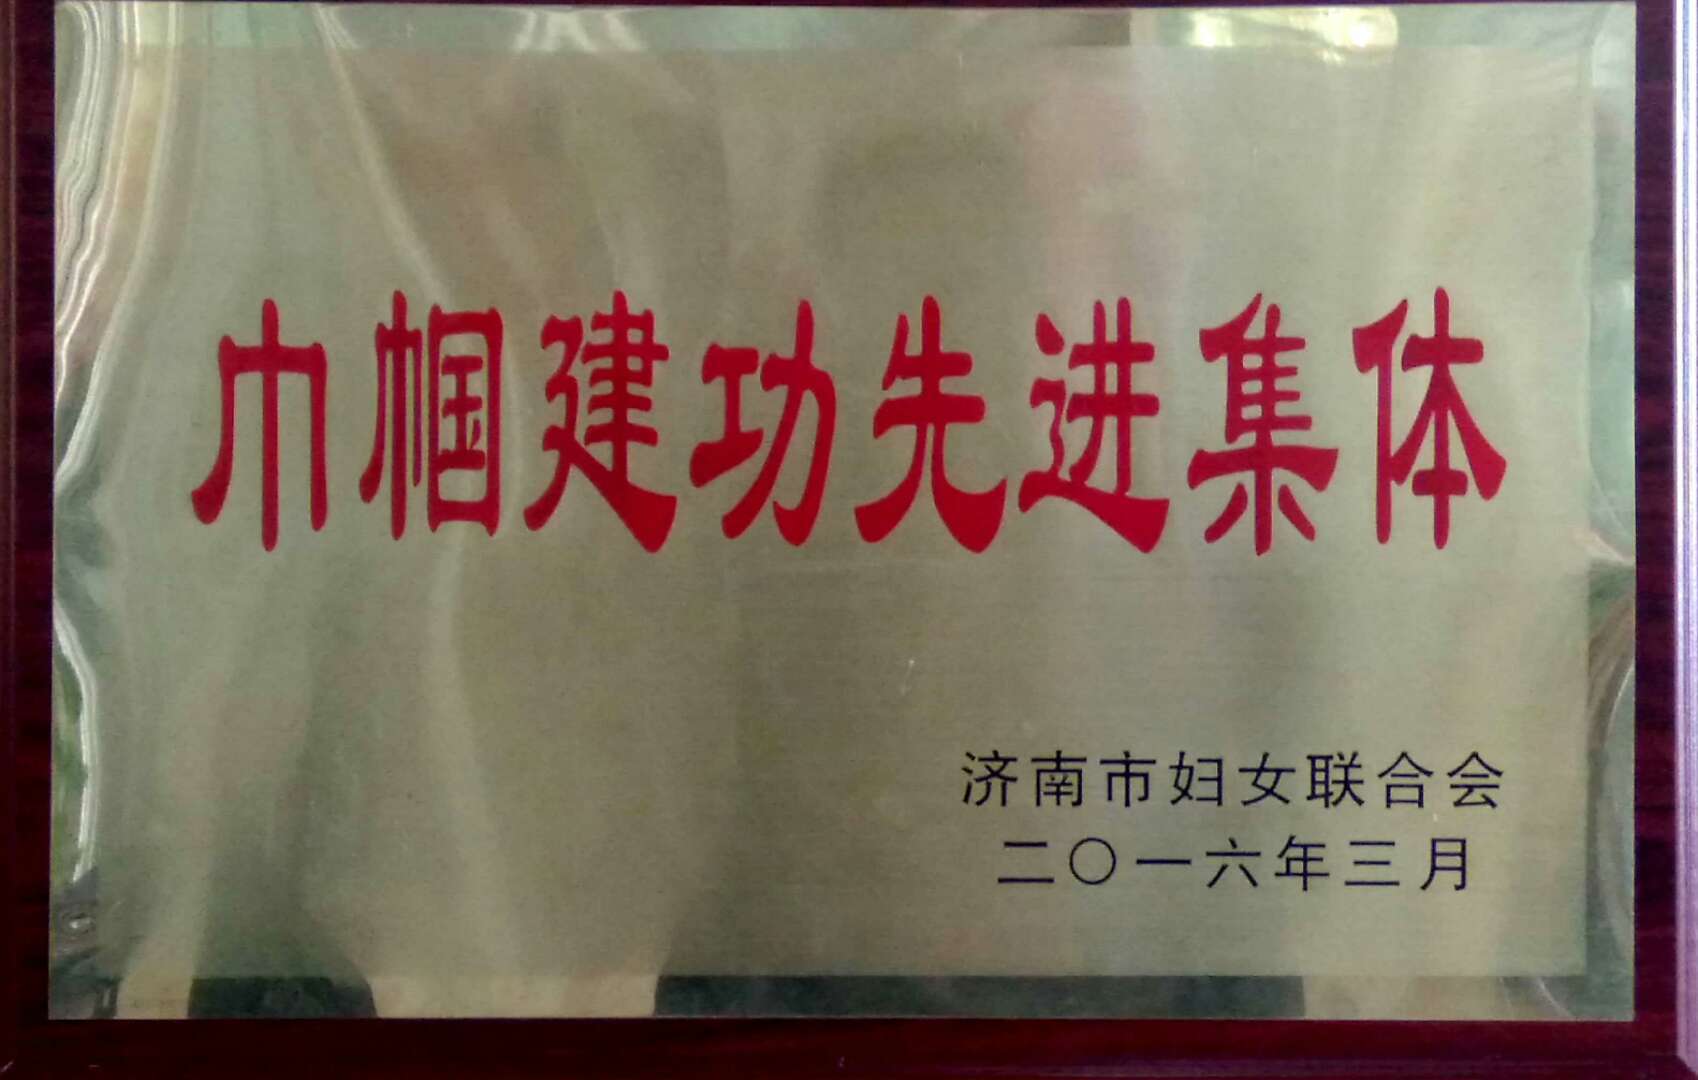 巾帼建功先进集体
济南市妇女联合会
二〇一六年三月